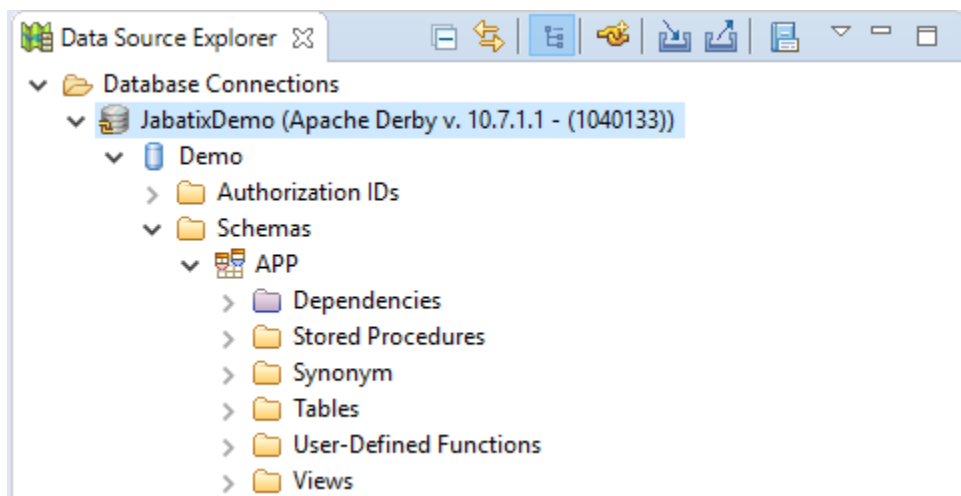 Data Source Explorer
Database Connections
JabatixDemo (Apache Derby v. 10.7.1.1 - (1040133))
Demo
Authorization IDs
Schemas
APP
Dependencies
Stored Procedures
Synonym
Tables
User-Defined Functions
Views